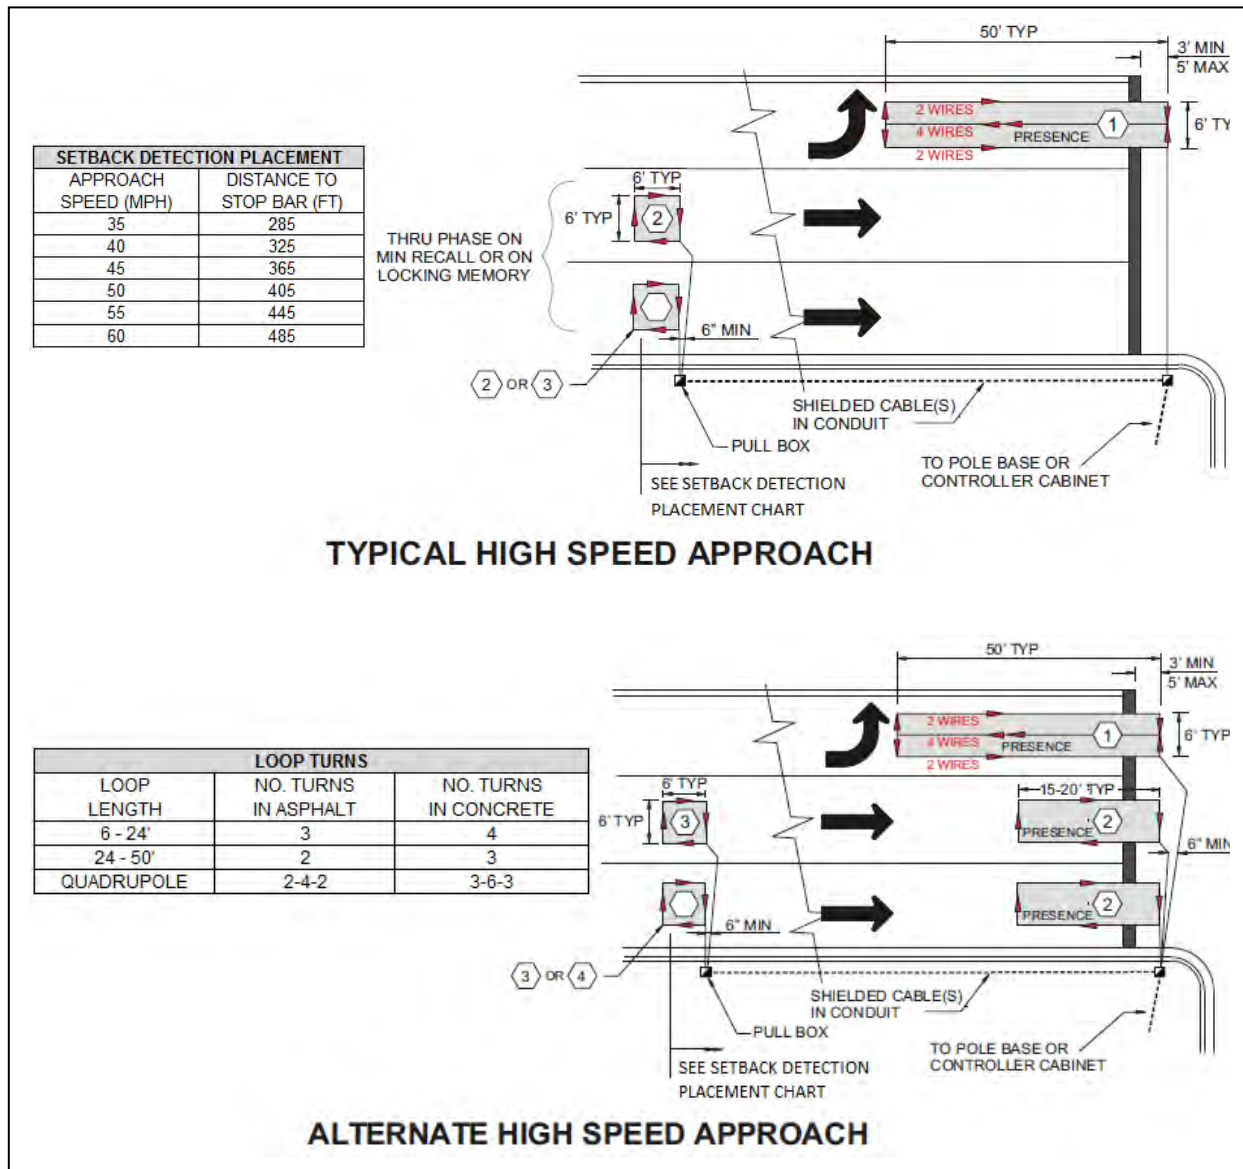 50' TYP
3' MIN
5' MAX
2 WIRES
4 WIRES
PRESENCE
1
2 WIRES
6' TY
SETBACK DETECTION PLACEMENT
APPROACH SPEED (MPH) DISTANCE TO STOP BAR (FT)
35 285
40 325
45 365
50 405
55 445
60 485
THRU PHASE ON
MIN RECALL OR ON
LOCKING MEMORY
6' TYP
6' TYP
2
6" MIN
2 OR 3
SHIELDED CABLE(S)
IN CONDUIT
PULL BOX
TO POLE BASE OR
CONTROLLER CABINET
SEE SETBACK DETECTION
PLACEMENT CHART
TYPICAL HIGH SPEED APPROACH
50' TYP
3' MIN
5' MAX
2 WIRES
4 WIRES
PRESENCE
1
2 WIRES
6' TYP
LOOP TURNS
LOOP LENGTH NO. TURNS IN ASPHALT NO. TURNS IN CONCRETE
6 - 24' 3 4
24 - 50' 2 3
QUADRUPOLE 2-4-2 3-6-3
6' TYP
6' TYP
3
15-20' TYP
2
PRESENCE
6" MIN
2
PRESENCE
6" MIN
3 OR 4
SHIELDED CABLE(S)
IN CONDUIT
PULL BOX
TO POLE BASE OR
CONTROLLER CABINET
SEE SETBACK DETECTION
PLACEMENT CHART
ALTERNATE HIGH SPEED APPROACH